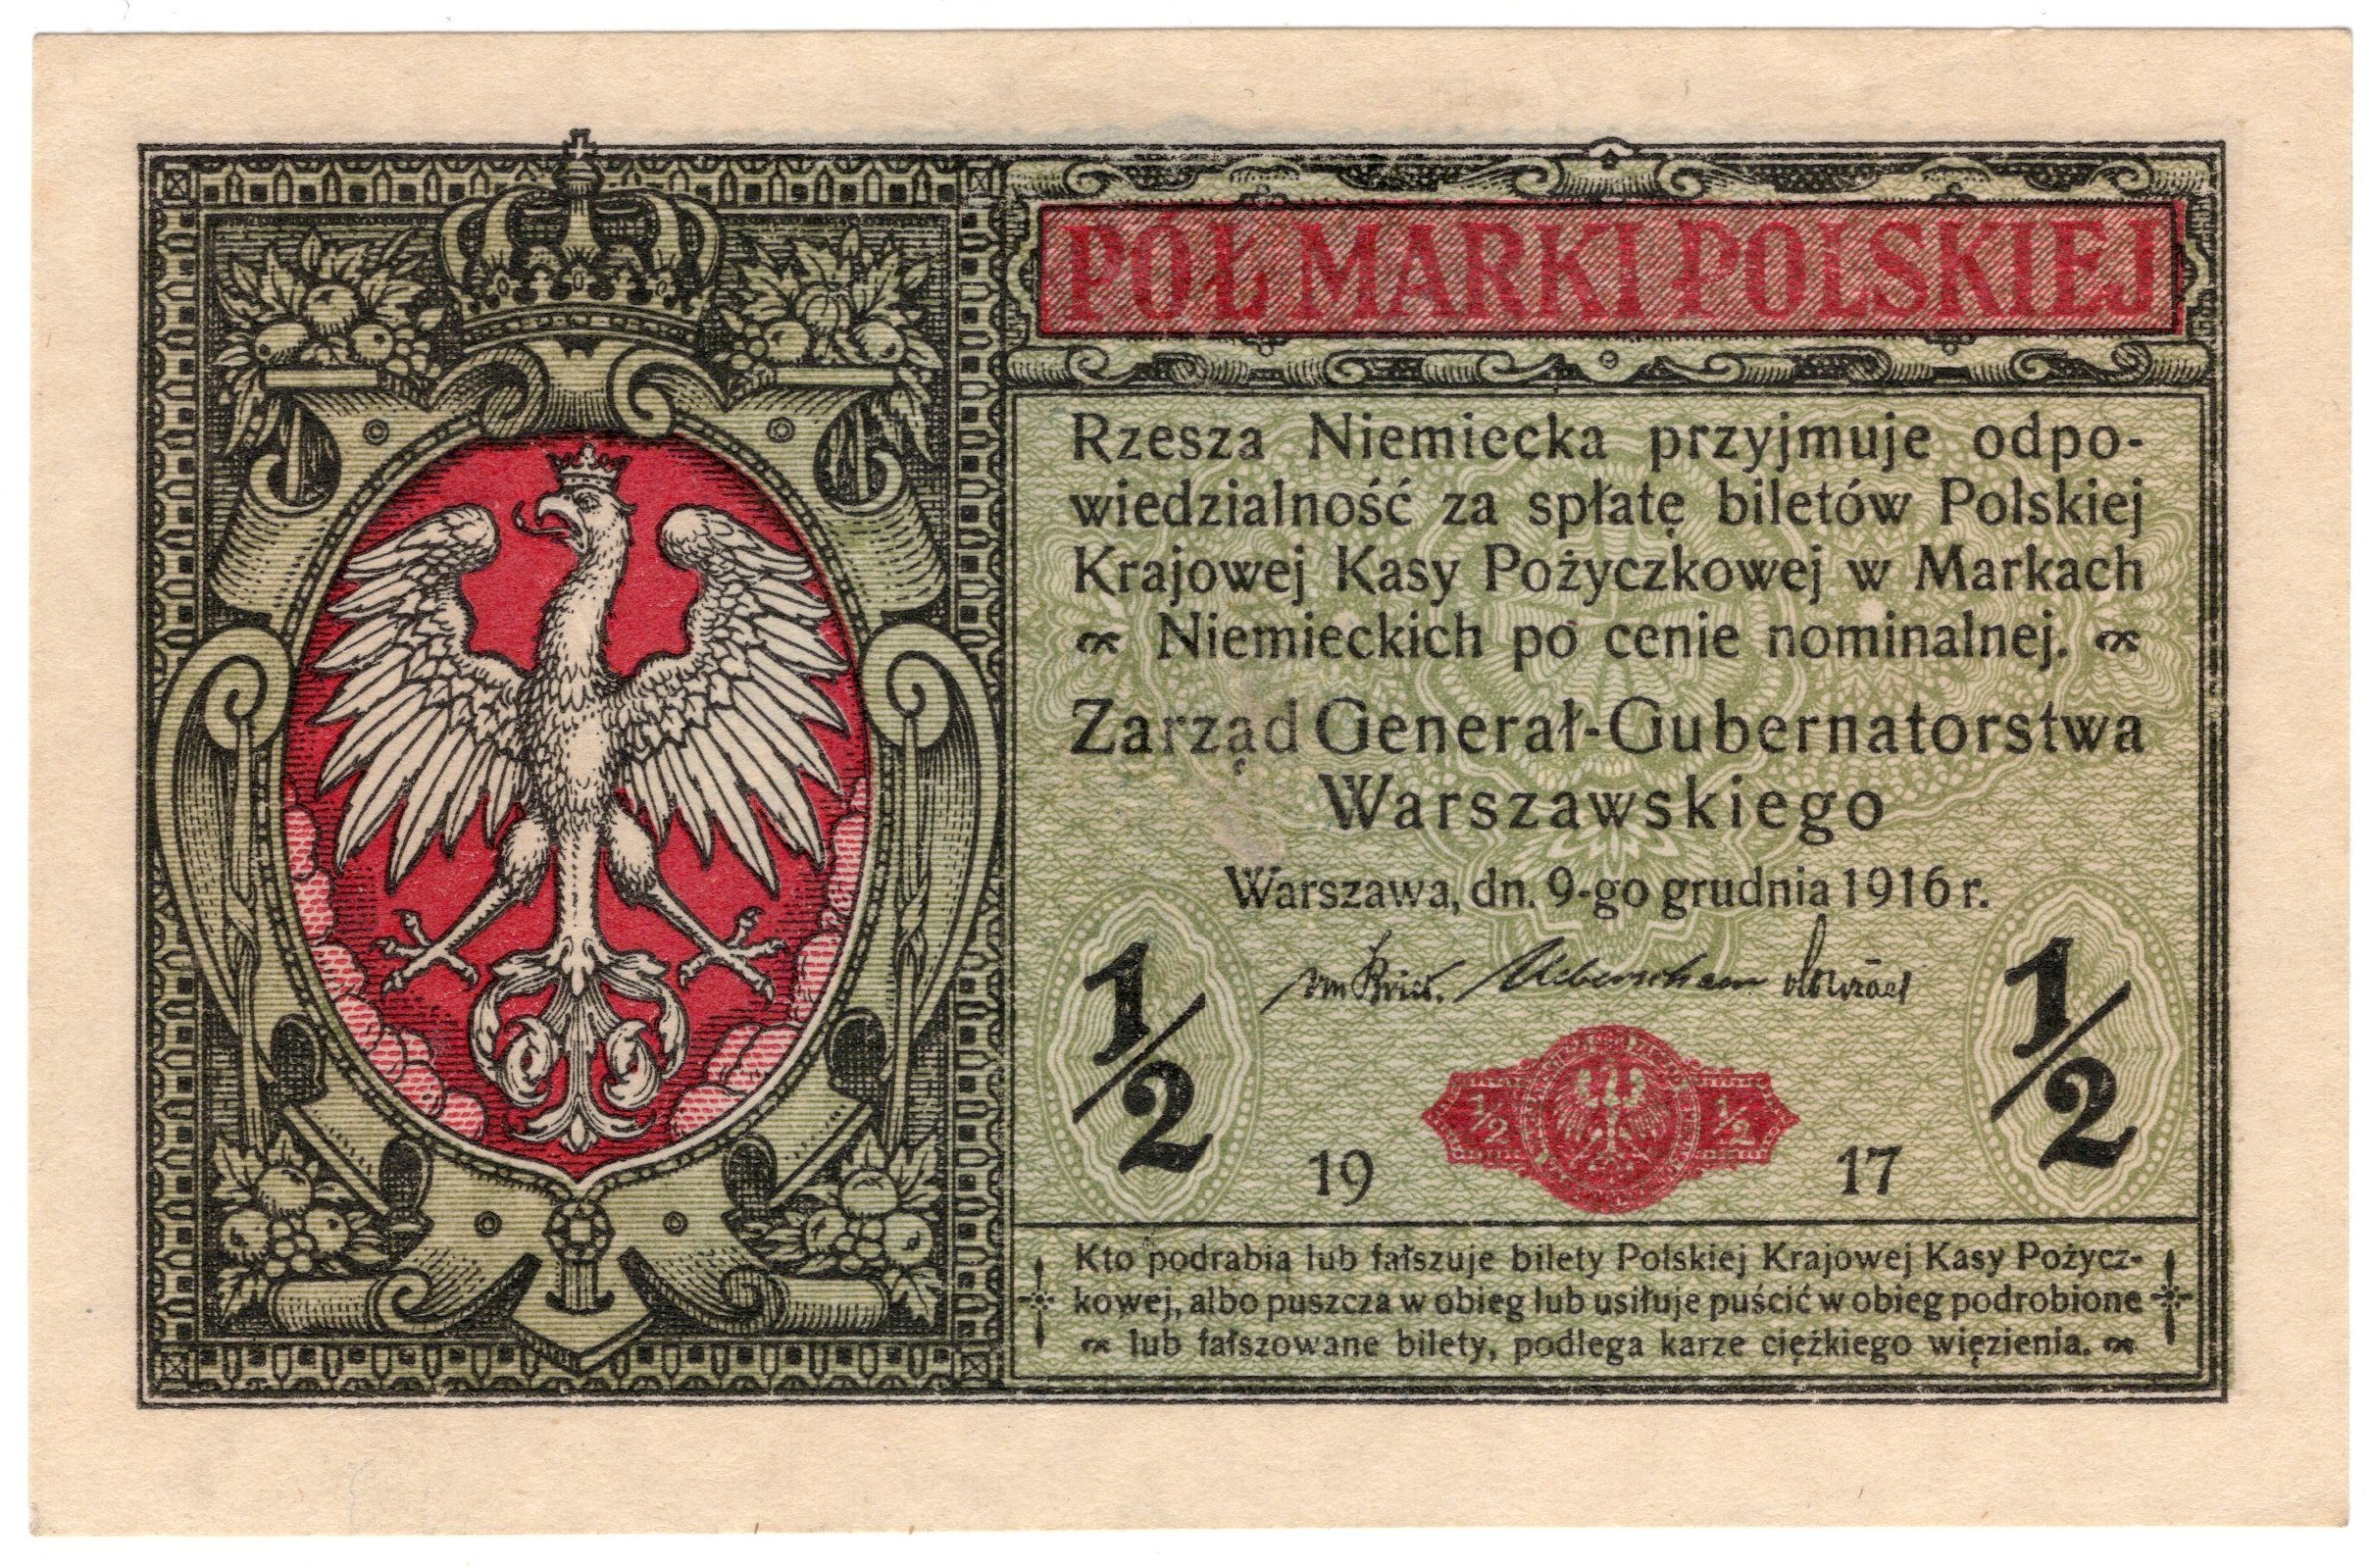 PÓŁ MARKI POLSKIEJ
Rzesza Niemiecka przyjmuje odpo-
wiedzialność za spłatę biletów Polskiej
Krajowej Kasy Pożyczkowej w Markach
Niemieckich po cenie nominalnej.
Zarząd Generał-Gubernatorstwa
Warszawskiego
Warszawa, dn. 9-go grudnia 1916 r.
1/2
1/2
1/2
1/2
19
17
Kto podrabia lub fałszuje bilety Polskiej Krajowej Kasy Pożycz-
kowej, albo puszcza w obieg lub usiłuje puścić w obieg podrobione
lub fałszowane bilety, podlega karze ciężkiego więzienia.